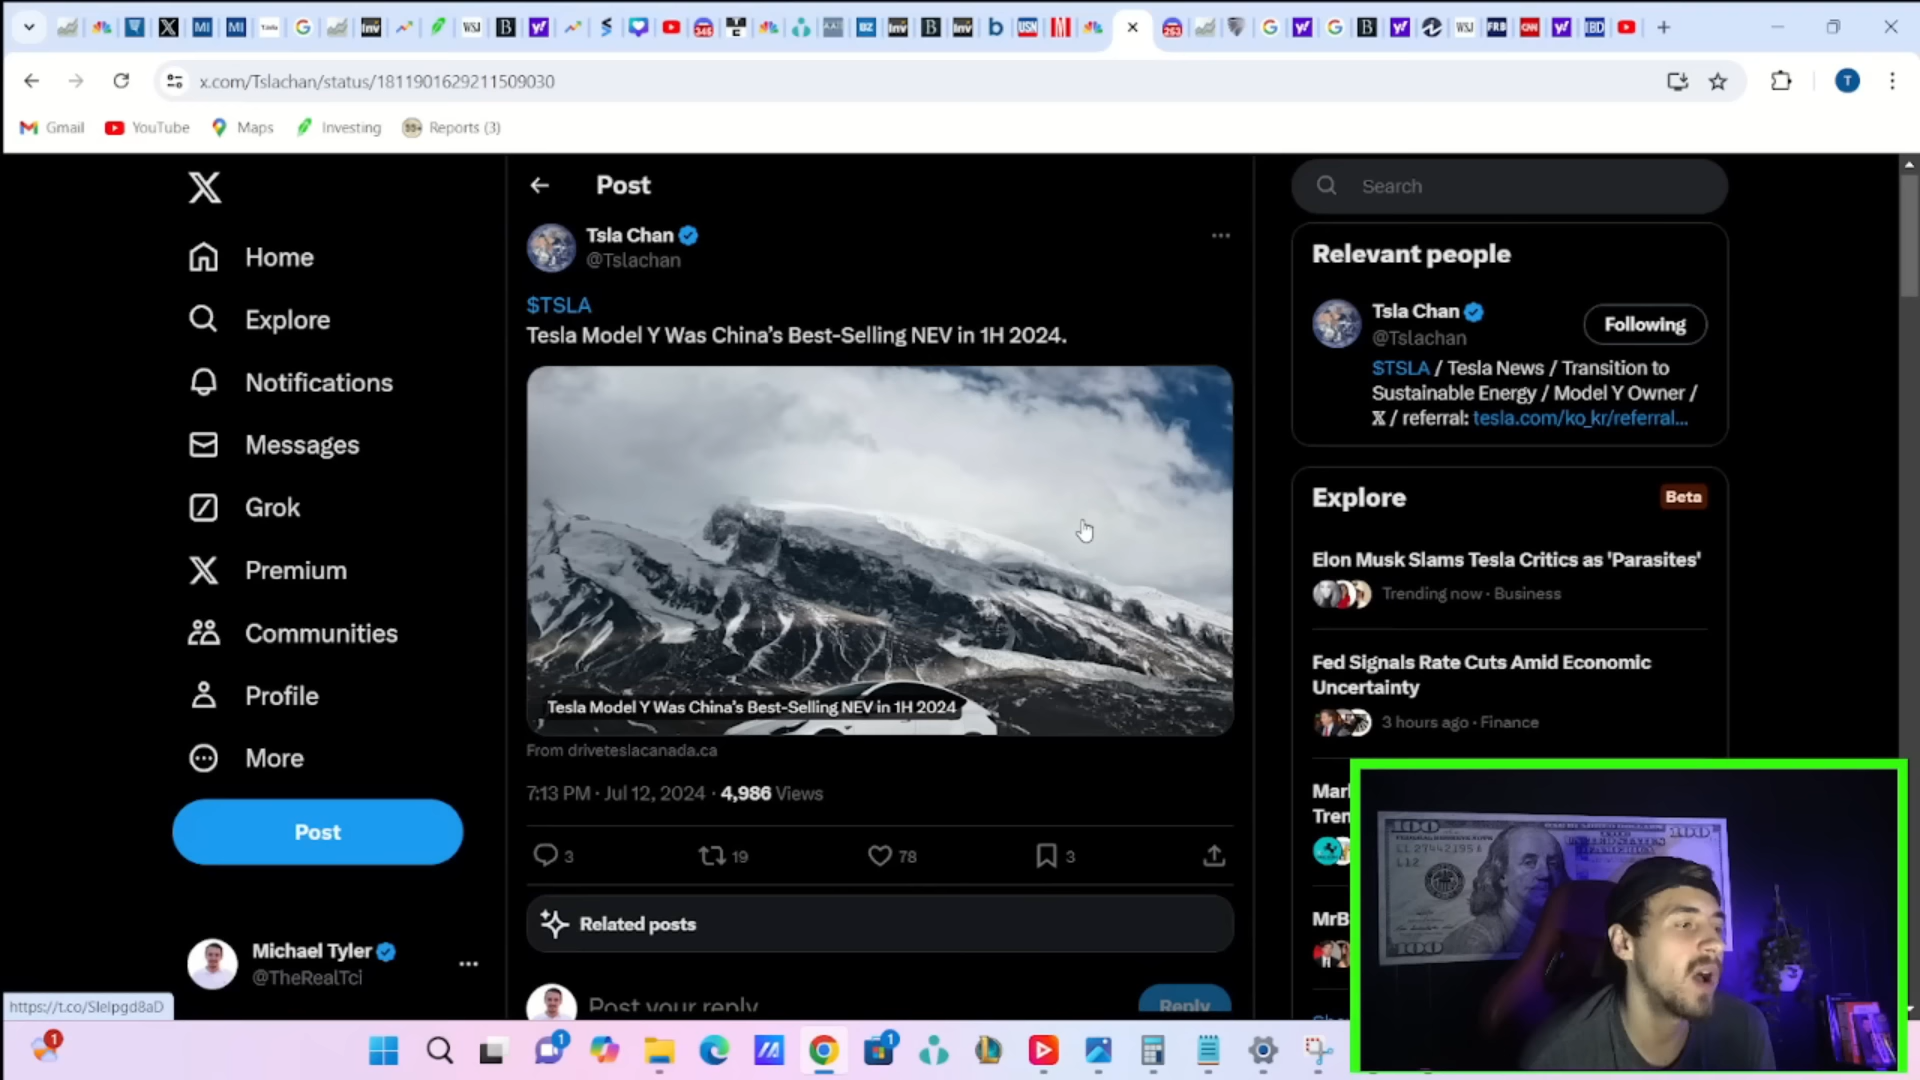 x.com/Tslachan/status/1811901629211509030
T
Gmail
YouTube
Maps
Investing
Reports (3)
Home
Explore
Notifications
Messages
Grok
Premium
Communities
Profile
More
Post
Michael Tyler
@TheRealTci
https://t.co/Slelpgd8aD
Post
Tsla Chan
@Tslachan
$TSLA
Tesla Model Y Was China's Best-Selling NEV in 1H 2024.
Tesla Model Y Was China's Best-Selling NEV in 1H 2024
From driveteslacanada.ca
7:13 PM · Jul 12, 2024 · 4,986 Views
3
19
78
3
Related posts
Post your reply
Reply
Search
Relevant people
Tsla Chan
Following
@Tslachan
$TSLA / Tesla News / Transition to
Sustainable Energy / Model Y Owner /
𝕏 / referral: tesla.com/ko_kr/referral...
Explore
Beta
Elon Musk Slams Tesla Critics as 'Parasites'
Trending now · Business
Fed Signals Rate Cuts Amid Economic
Uncertainty
3 hours ago · Finance
100
100
100